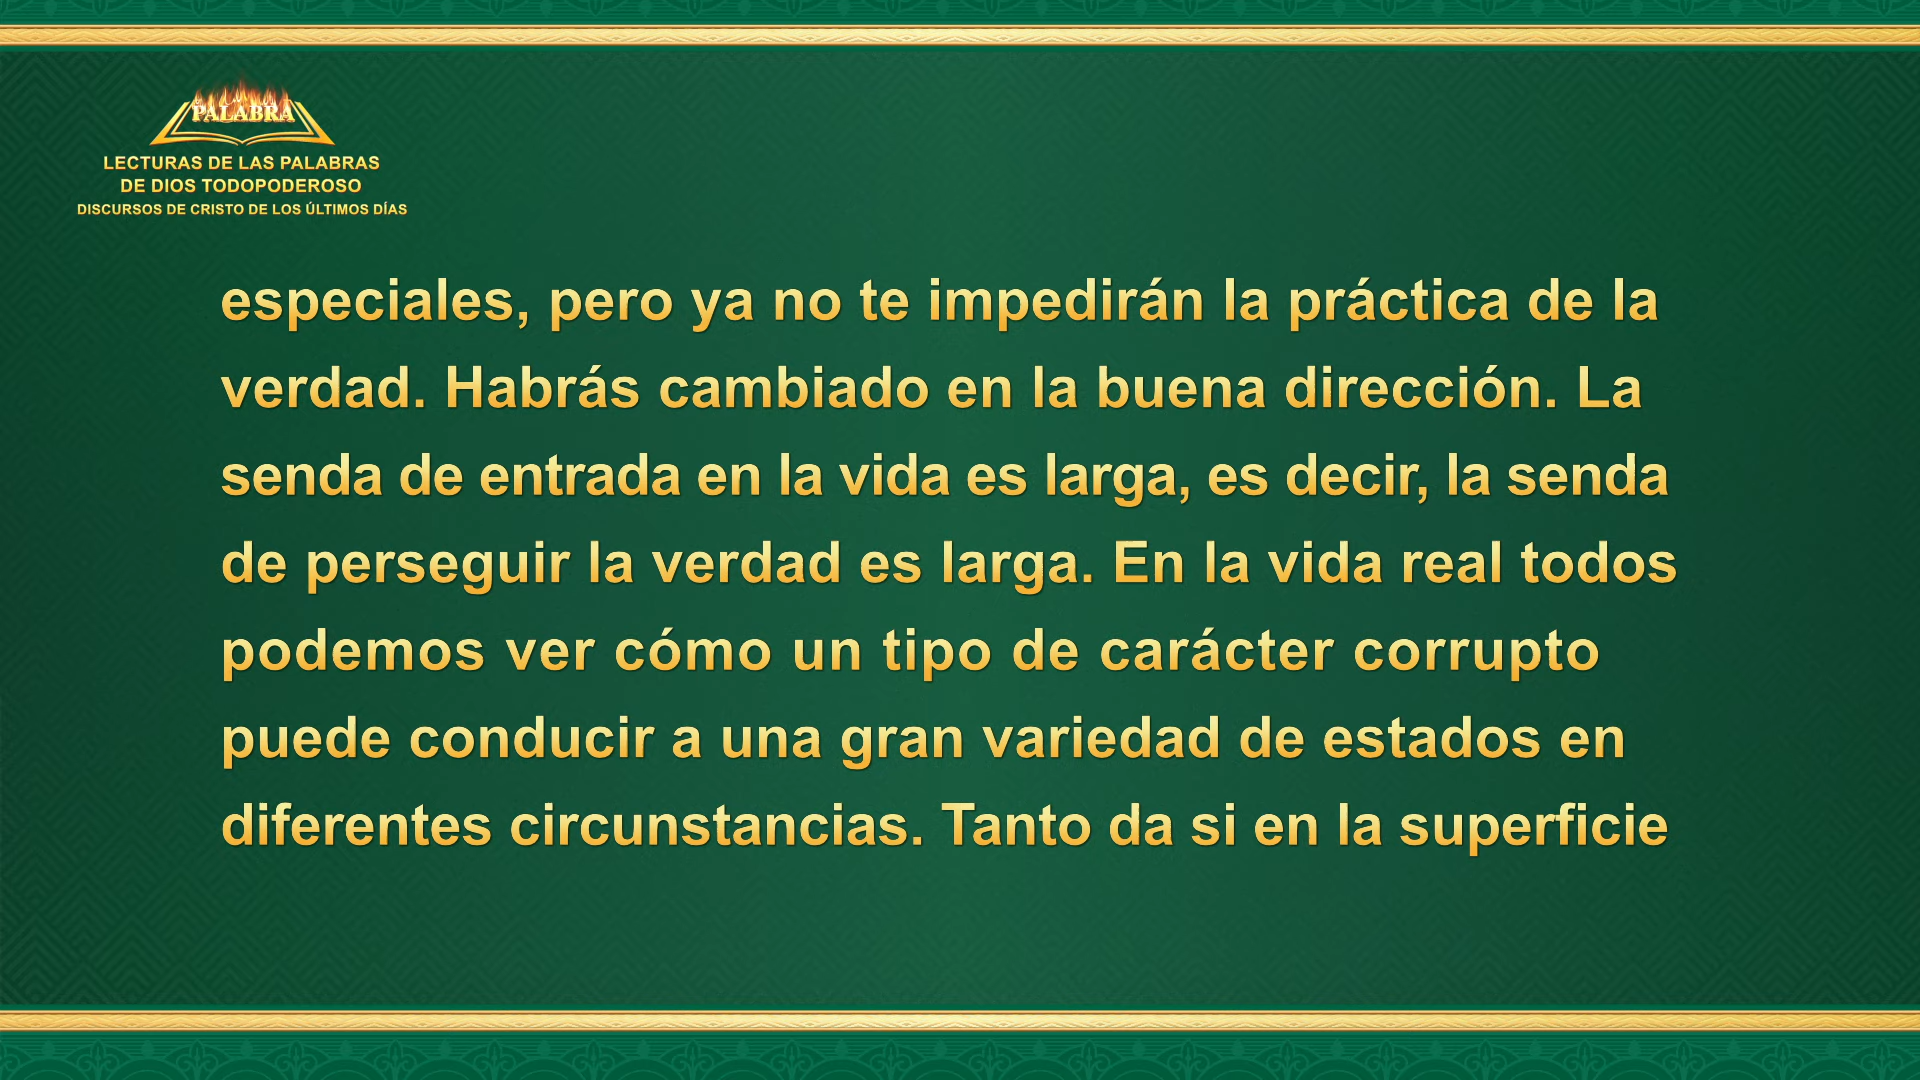 PALABRA
LECTURAS DE LAS PALABRAS
DE DIOS TODOPODEROSO
DISCURSOS DE CRISTO DE LOS ÚLTIMOS DÍAS
especiales, pero ya no te impedirán la práctica de la
verdad. Habrás cambiado en la buena dirección. La
senda de entrada en la vida es larga, es decir, la senda
de perseguir la verdad es larga. En la vida real todos
podemos ver cómo un tipo de carácter corrupto
puede conducir a una gran variedad de estados en
diferentes circunstancias. Tanto da si en la superficie